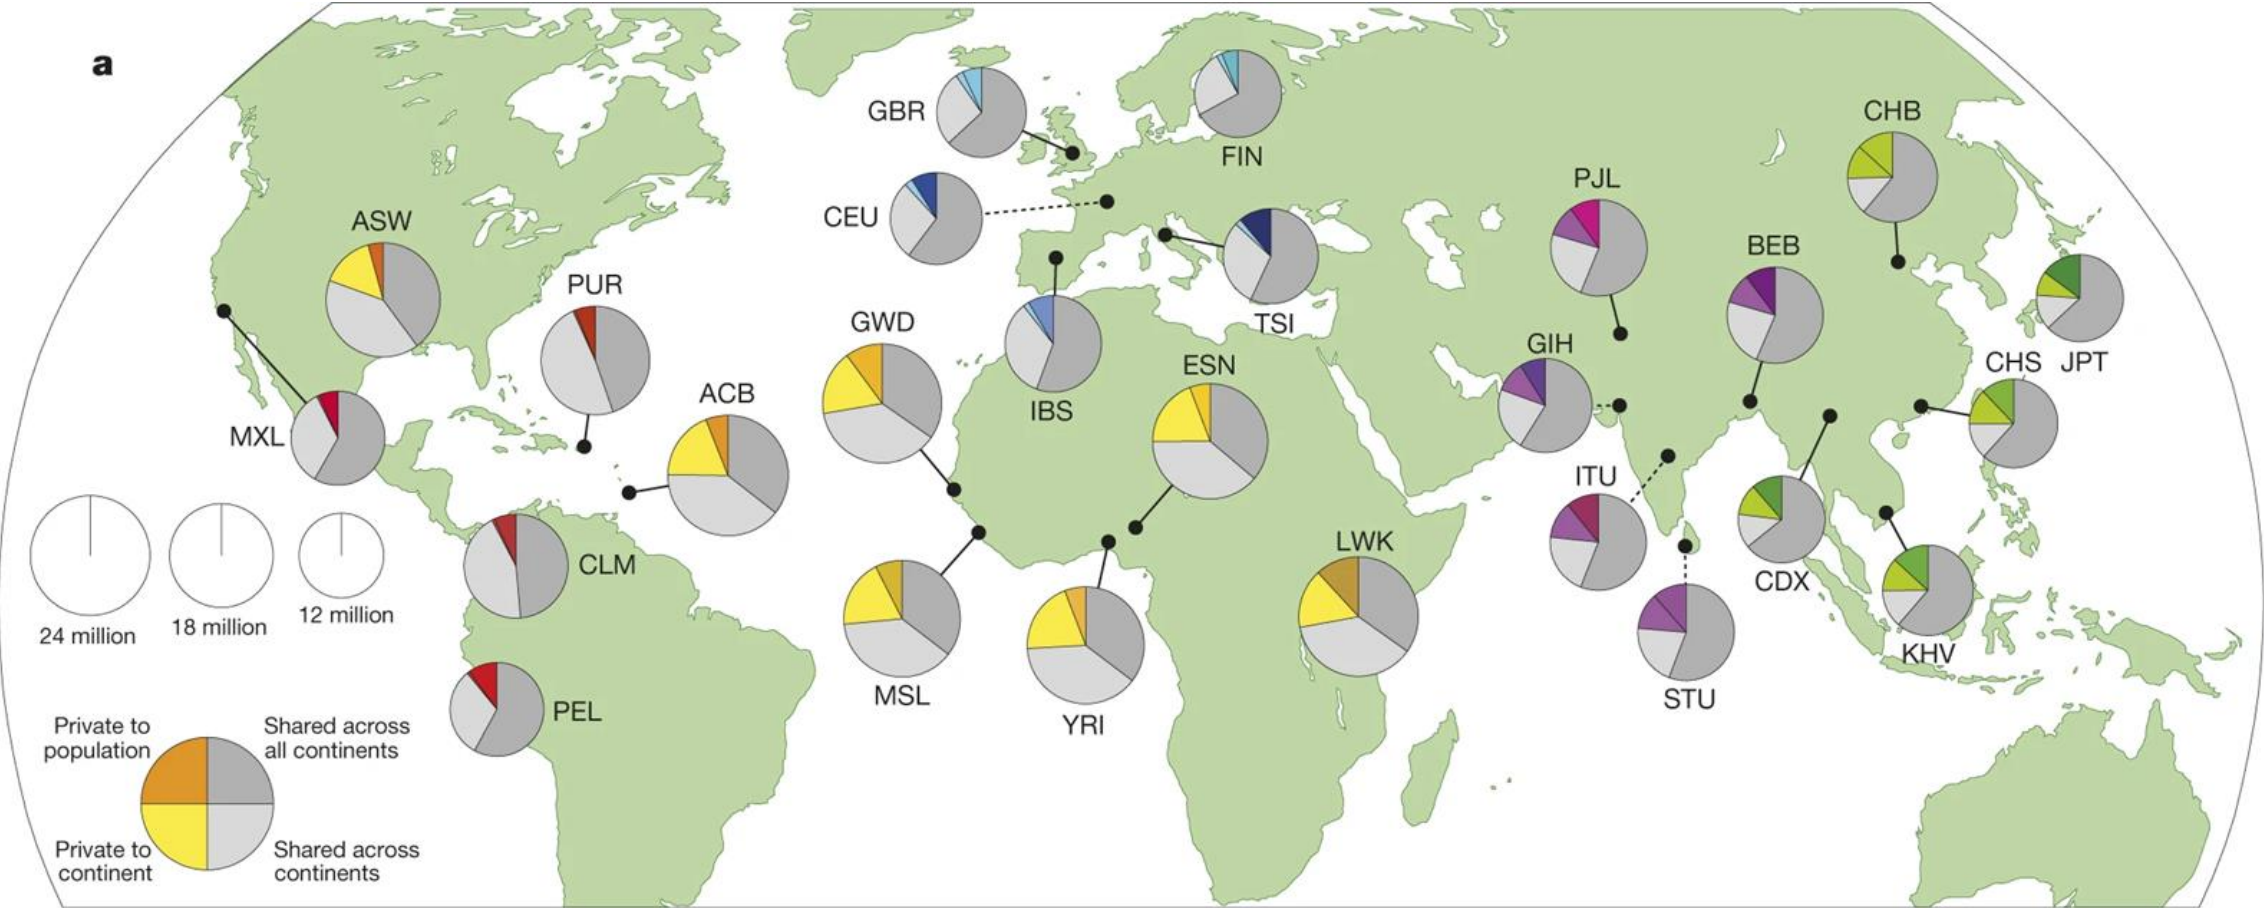 a
GBR
FIN
CHB
CEU
PJL
ASW
BEB
PUR
GWD
TSI
GIH
ESN
CHS
JPT
ACB
IBS
MXL
ITU
LWK
CLM
CDX
24 million
18 million
12 million
KHV
MSL
YRI
STU
PEL
Private to
population
Shared across
all continents
Private to
continent
Shared across
continents